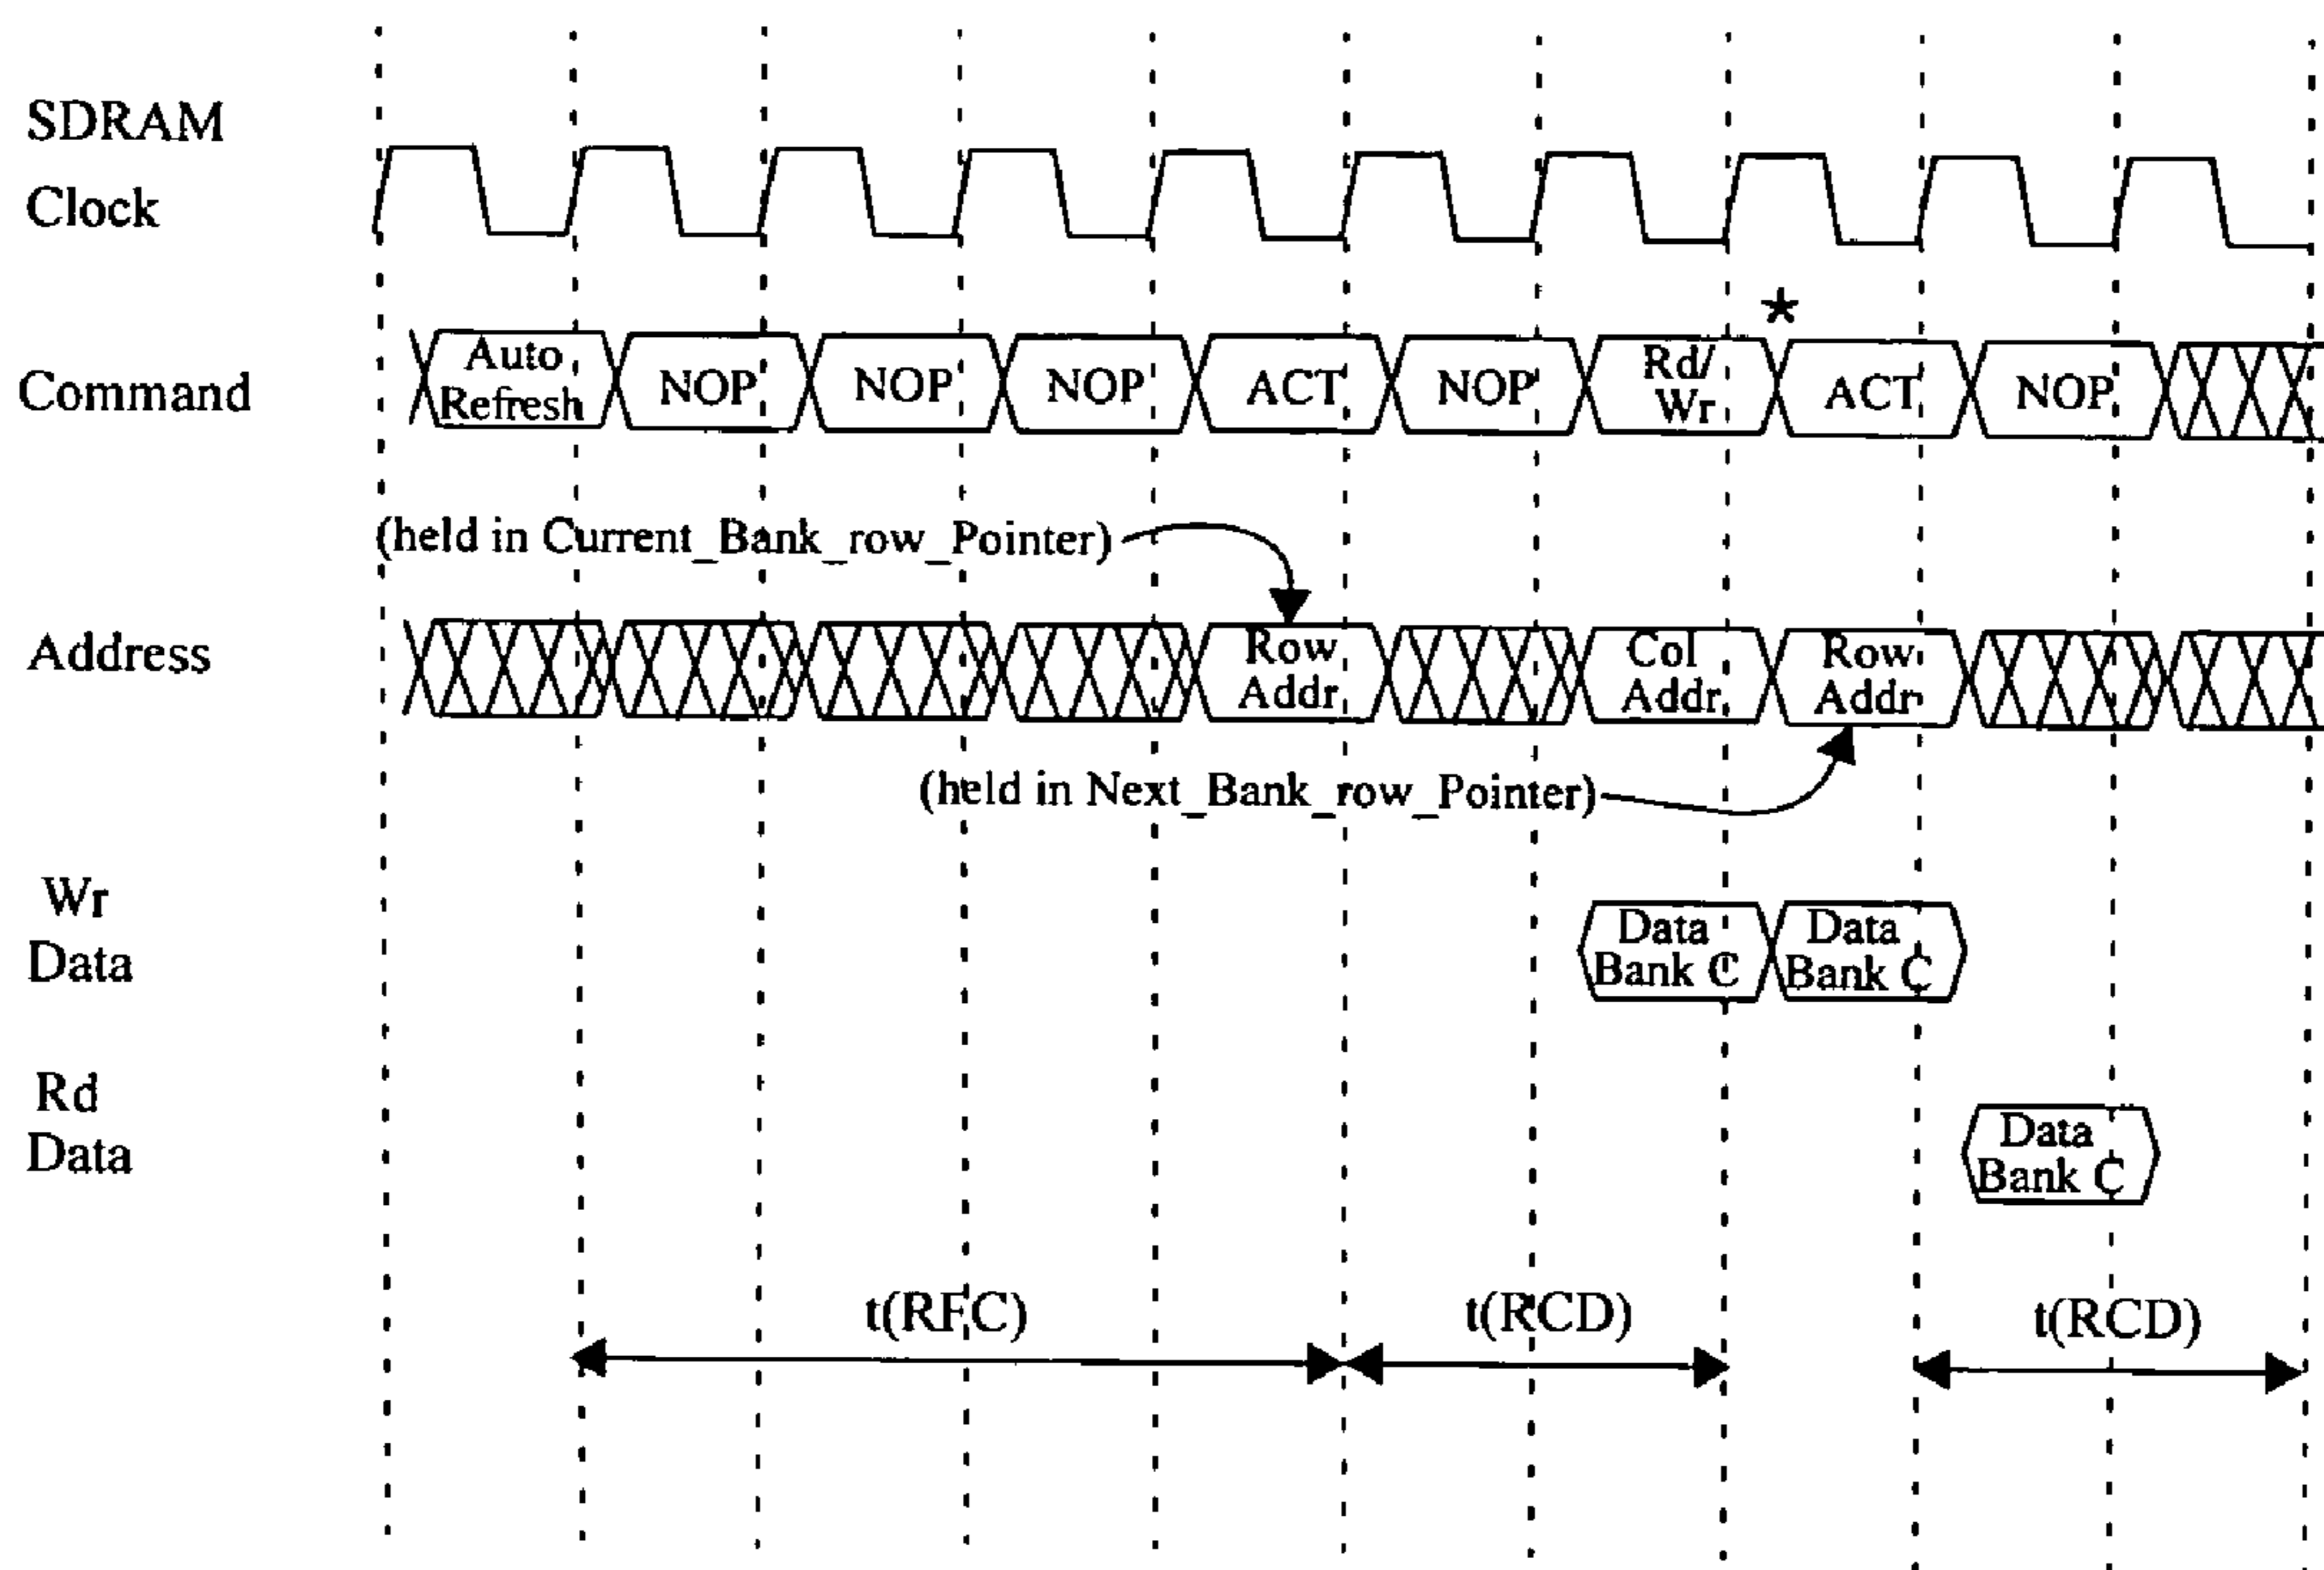 SDRAM
Clock
*
Command
Auto
Refresh
NOP
NOP
NOP
ACT
NOP
Rd/
Wr
ACT
NOP
(held in Current_Bank_row_Pointer)
Address
Row
Addr
Col
Addr
Row
Addr
(held in Next_Bank_row_Pointer)
Wr
Data
Data
Bank C
Data
Bank C
Rd
Data
Data
Bank C
t(RFC)
t(RCD)
t(RCD)